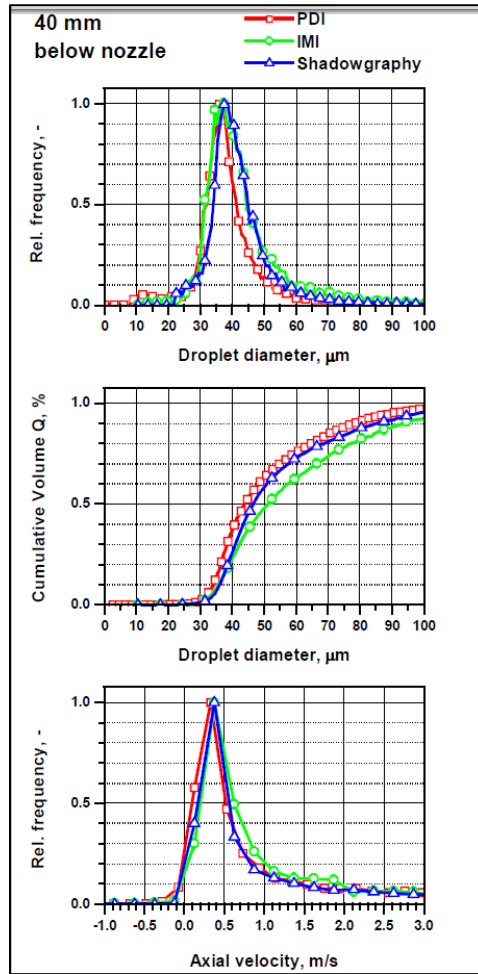 40 mm
below nozzle
PDI
IMI
Shadowgraphy
Rel. frequency, -
1.0
0.5
0.0
0 10 20 30 40 50 60 70 80 90 100
Droplet diameter, µm
Cumulative Volume Q, %
1.0
0.5
0.0
0 10 20 30 40 50 60 70 80 90 100
Droplet diameter, µm
Rel. frequency, -
1.0
0.5
0.0
-1.0 -0.5 0.0 0.5 1.0 1.5 2.0 2.5 3.0
Axial velocity, m/s